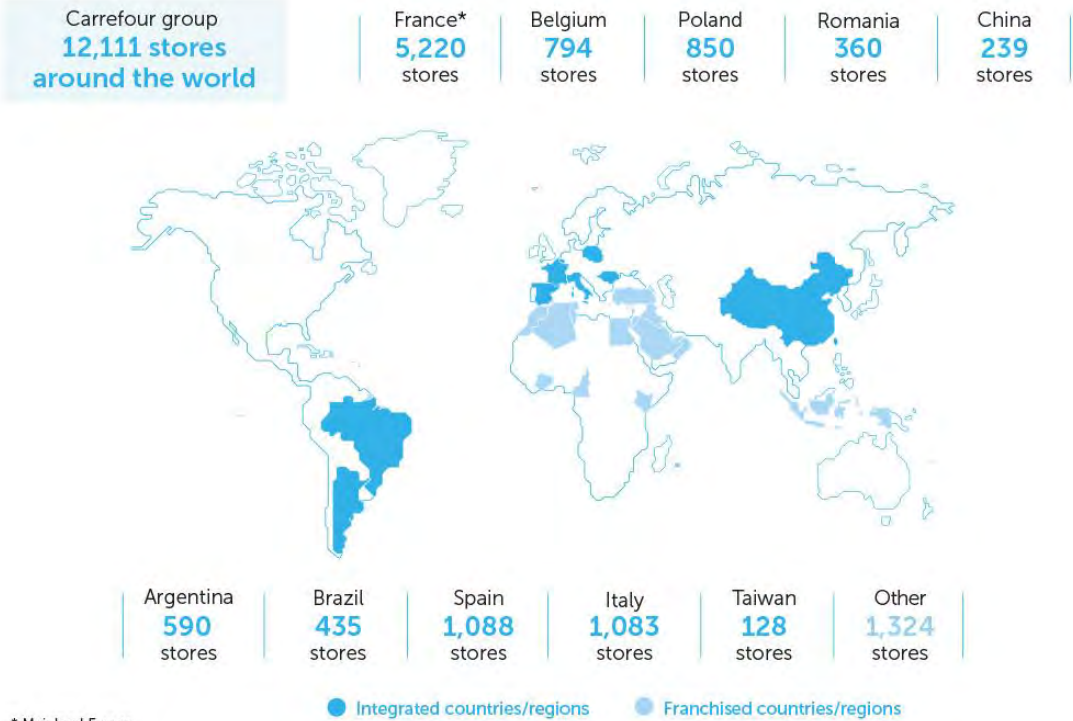 Carrefour group
12,111 stores
around the world
France*
5,220
stores
Belgium
794
stores
Poland
850
stores
Romania
360
stores
China
239
stores
Argentina
590
stores
Brazil
435
stores
Spain
1,088
stores
Italy
1,083
stores
Taiwan
128
stores
Other
1,324
stores
Integrated countries/regions
Franchised countries/regions